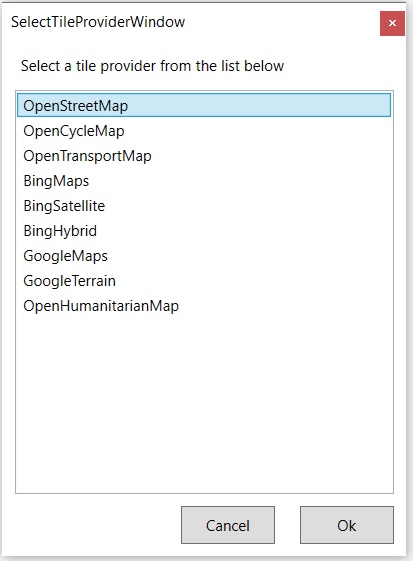 SelectTileProviderWindow
Select a tile provider from the list below
OpenStreetMap
OpenCycleMap
OpenTransportMap
BingMaps
BingSatellite
BingHybrid
GoogleMaps
GoogleTerrain
OpenHumanitarianMap
Cancel Ok